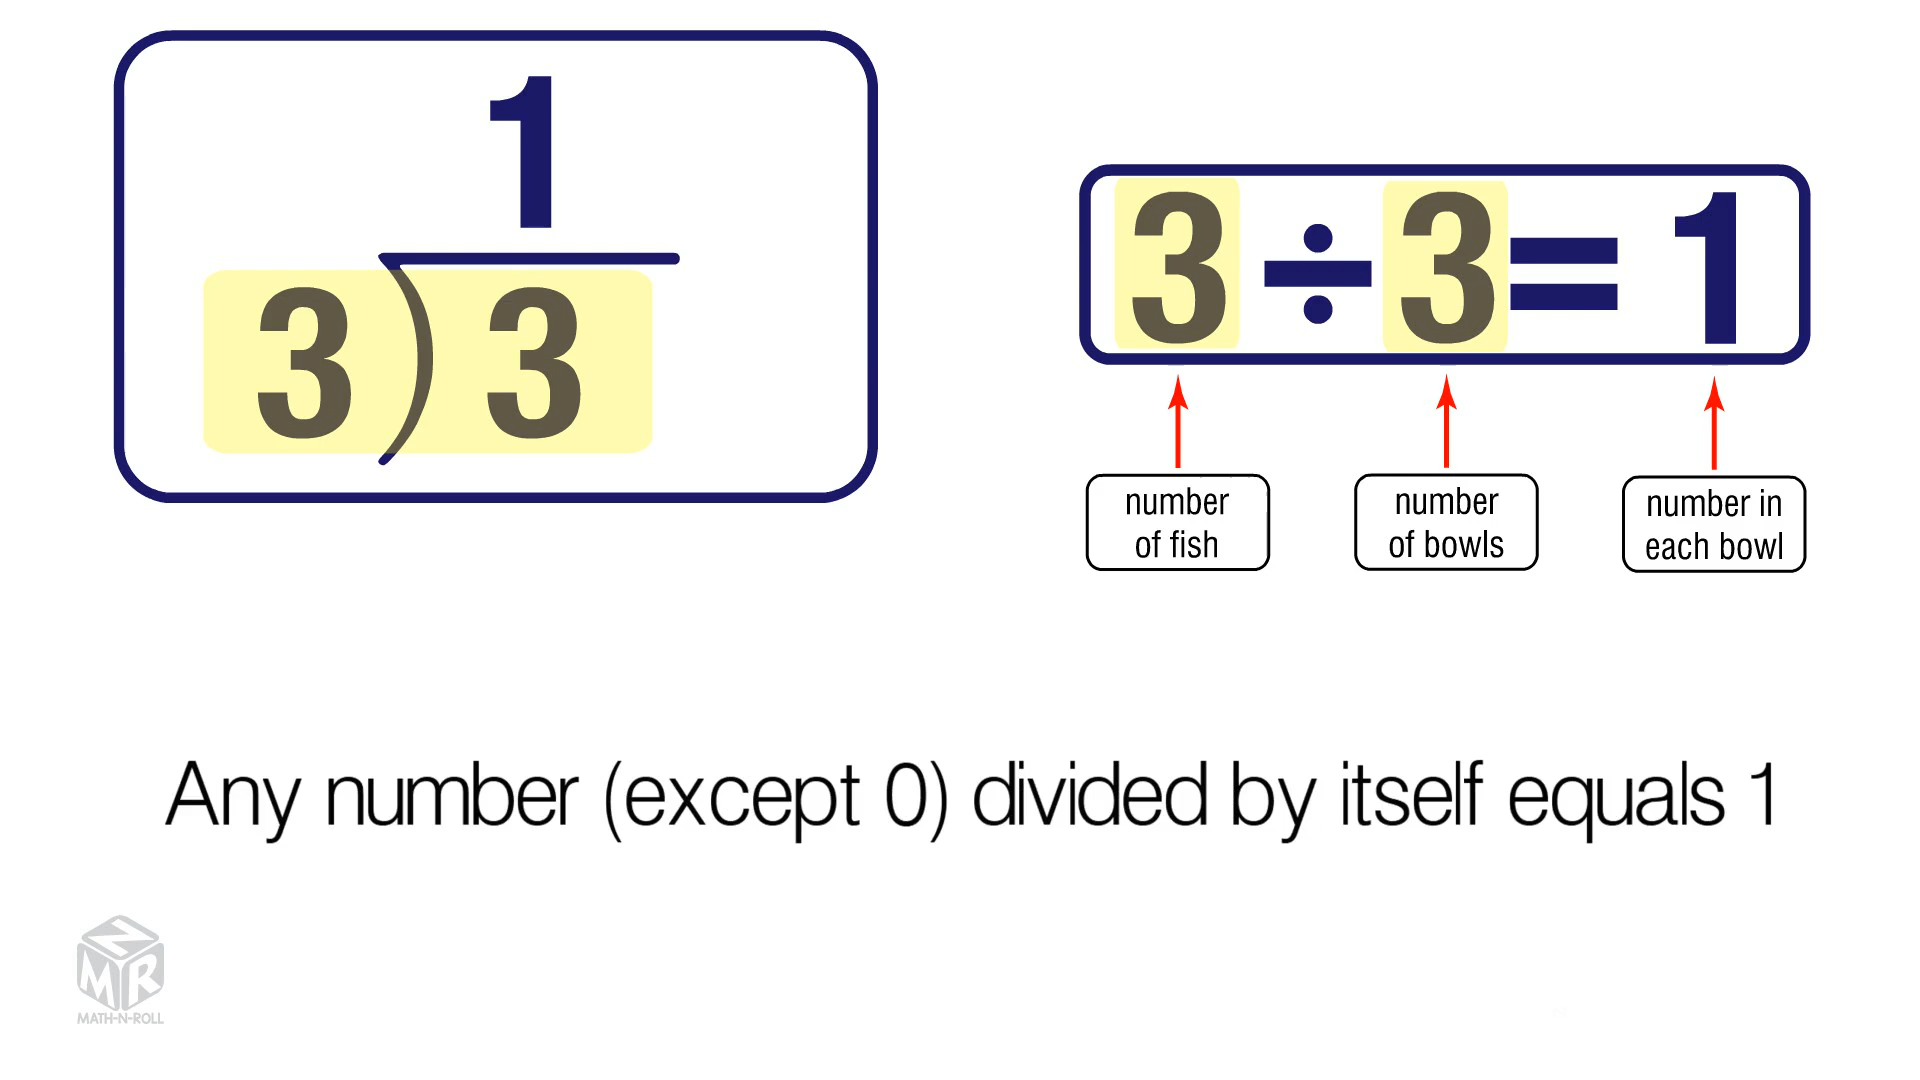 1
3)3
3÷3=1
number
of fish
number
of bowls
number in
each bowl
Any number (except 0) divided by itself equals 1
MNR
MATH-N-ROLL